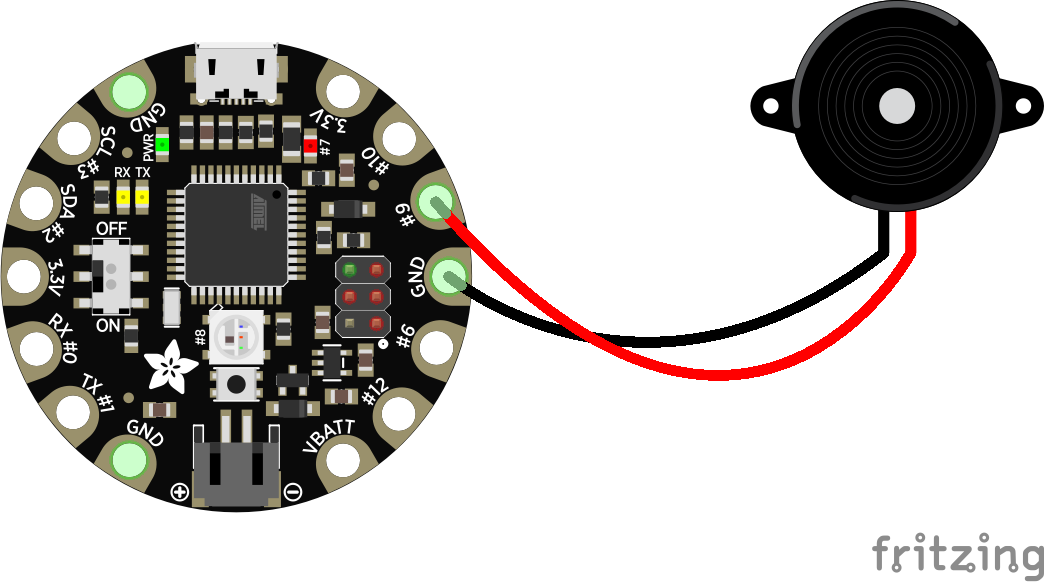 GND
3.3V
SCL
#3
#10
PWR
#7
RX TX
SDA
#2
#9
ATMEL
OFF
3.3V
GND
ON
RX
#0
#8
#6
TX
#1
#12
GND
VBATT
+
-
fritzing